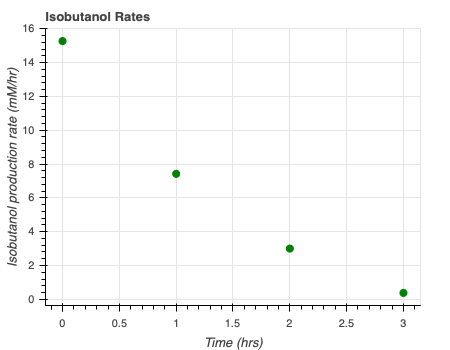 Isobutanol Rates
Isobutanol production rate (mM/hr)
16
14
12
10
8
6
4
2
0
0 0.5 1 1.5 2 2.5 3
Time (hrs)